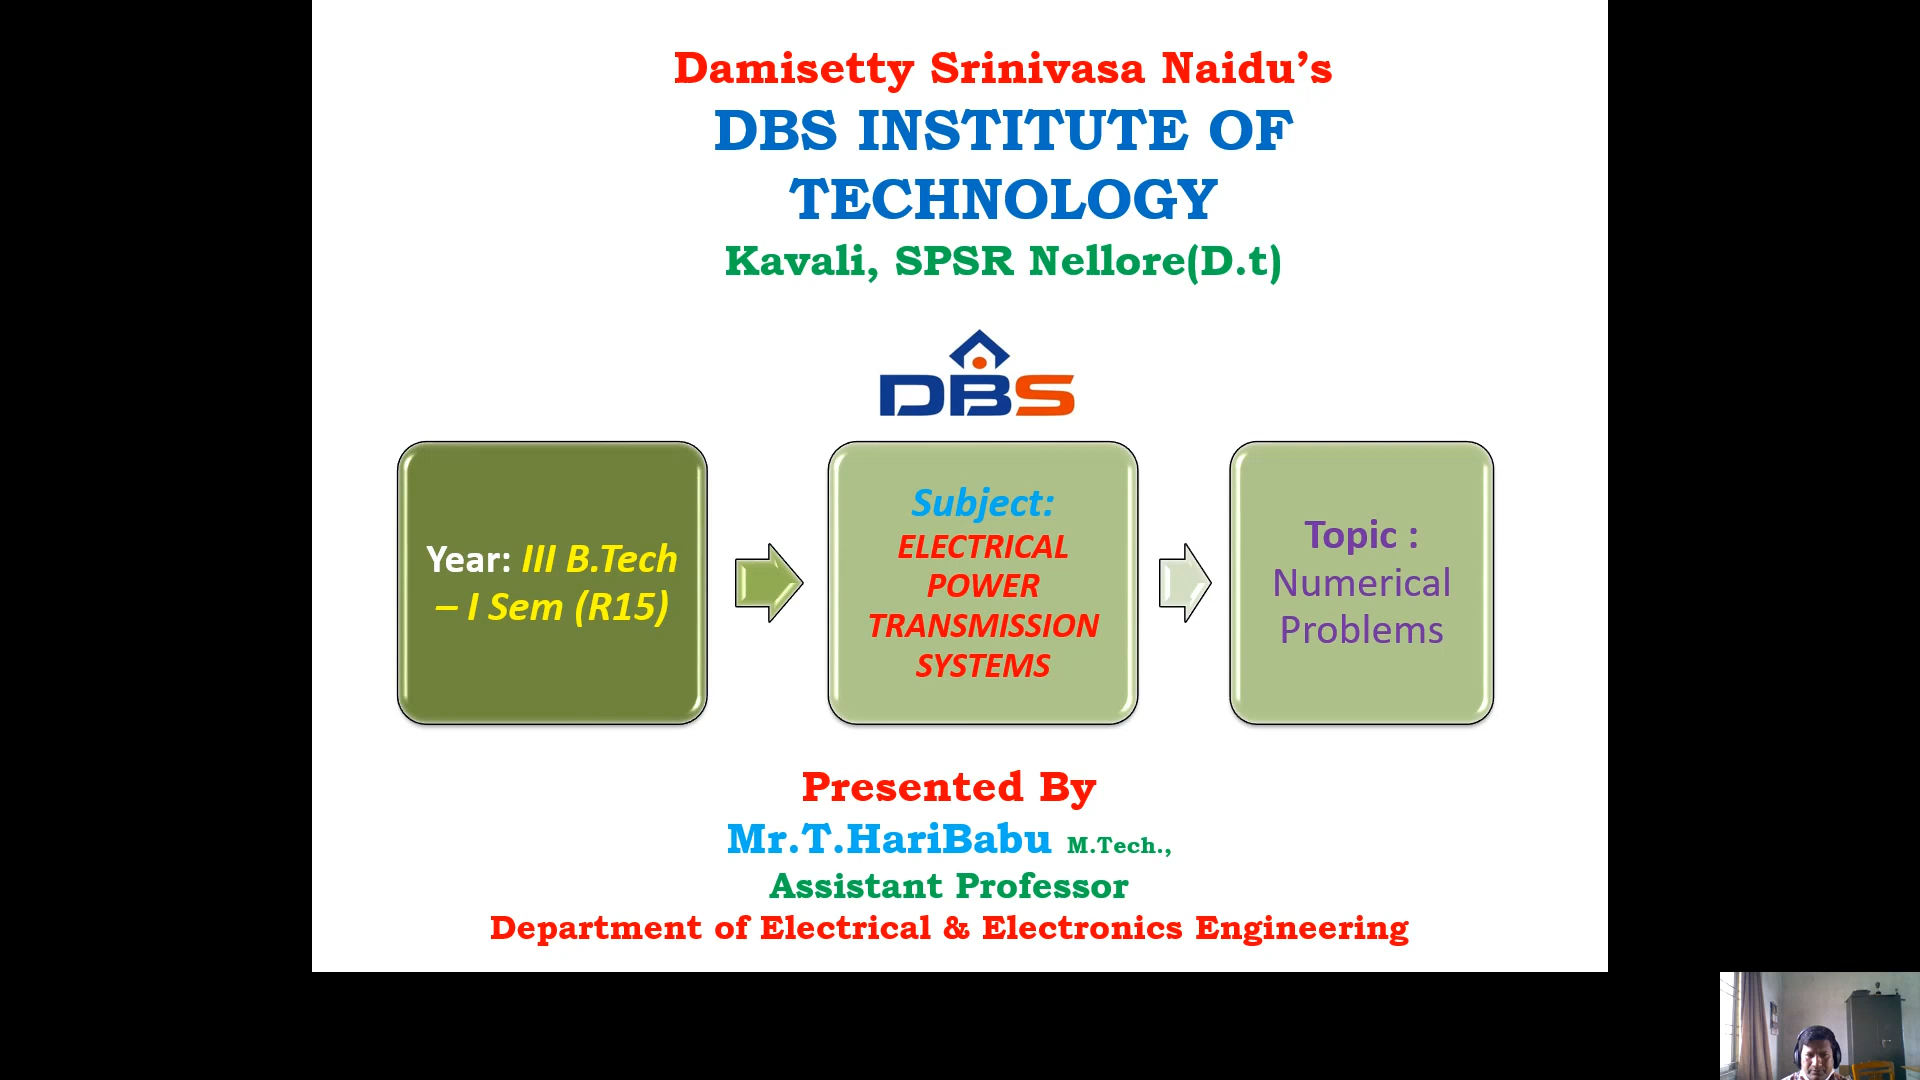 Damisetty Srinivasa Naidu’s
DBS INSTITUTE OF
TECHNOLOGY
Kavali, SPSR Nellore(D.t)
DBS
Year: III B.Tech
– I Sem (R15)
Subject:
ELECTRICAL
POWER
TRANSMISSION
SYSTEMS
Topic :
Numerical
Problems
Presented By
Mr.T.HariBabu M.Tech.,
Assistant Professor
Department of Electrical & Electronics Engineering